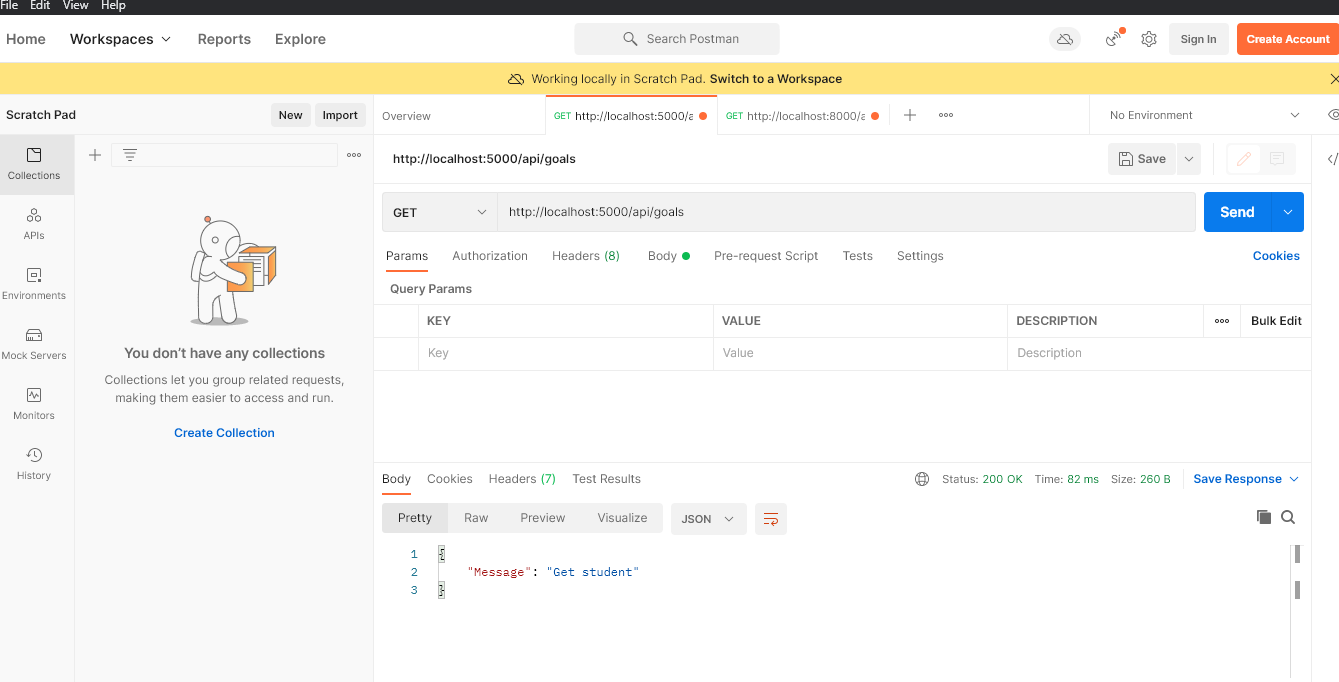 File Edit View Help
Home Workspaces Reports Explore Search Postman Sign In Create Account
Working locally in Scratch Pad. Switch to a Workspace
Scratch Pad New Import
Overview GET http://localhost:5000/a GET http://localhost:8000/a No Environment
Collections
APIs
Environments
Mock Servers
Monitors
History
You don't have any collections
Collections let you group related requests,
making them easier to access and run.
Create Collection
http://localhost:5000/api/goals Save
GET http://localhost:5000/api/goals Send
Params Authorization Headers (8) Body Pre-request Script Tests Settings Cookies
Query Params
KEY VALUE DESCRIPTION Bulk Edit
Key Value Description
Body Cookies Headers (7) Test Results Status: 200 OK Time: 82 ms Size: 260 B Save Response
Pretty Raw Preview Visualize JSON
1 {
2 "Message": "Get student"
3 }